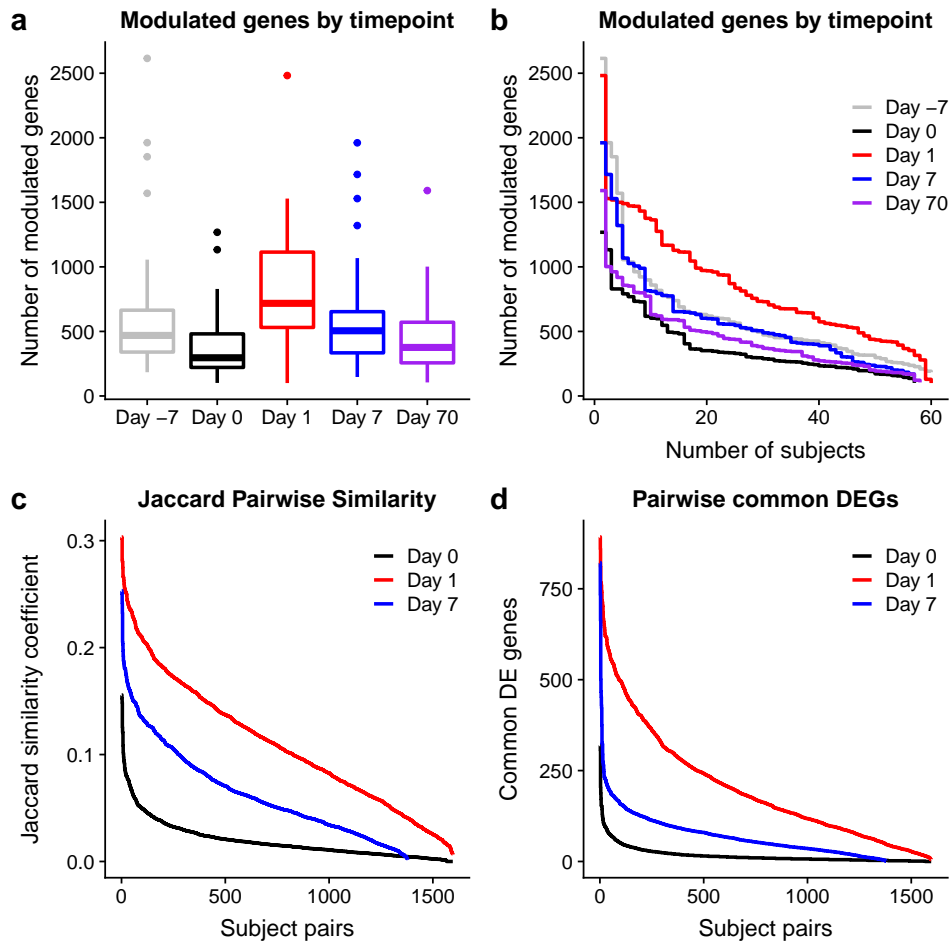 a
Modulated genes by timepoint
Number of modulated genes
2500
2000
1500
1000
500
0
Day −7
Day 0
Day 1
Day 7
Day 70
b
Modulated genes by timepoint
Number of modulated genes
2500
2000
1500
1000
500
0
0
20
40
60
Number of subjects
Day −7
Day 0
Day 1
Day 7
Day 70
c
Jaccard Pairwise Similarity
Jaccard similarity coefficient
0.3
0.2
0.1
0.0
0
500
1000
1500
Subject pairs
Day 0
Day 1
Day 7
d
Pairwise common DEGs
Common DE genes
750
500
250
0
0
500
1000
1500
Subject pairs
Day 0
Day 1
Day 7